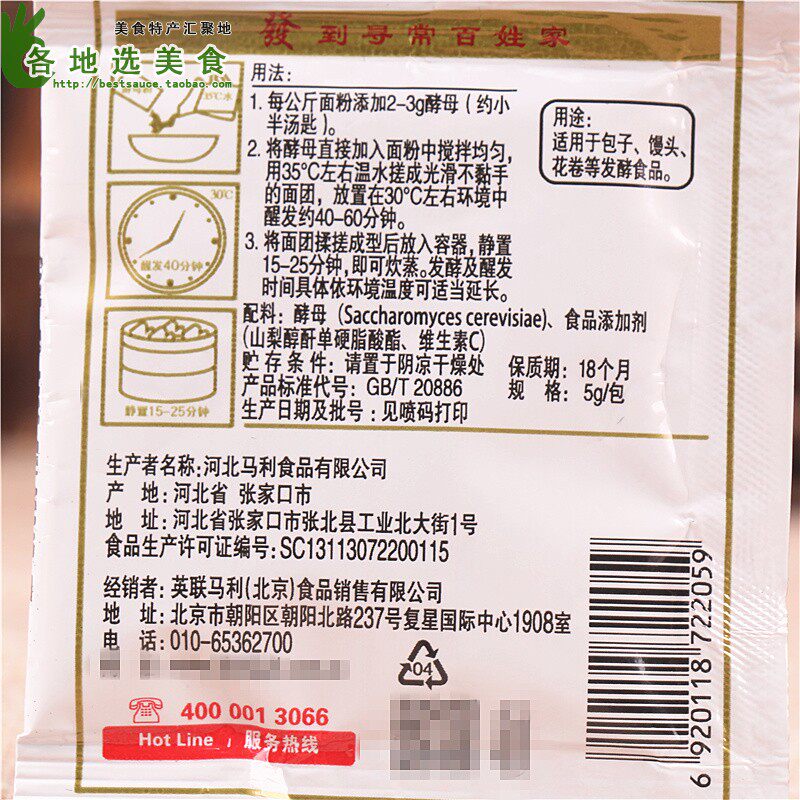 美食特产汇聚地
各地选美食
http://bestsauce.taobao.com
發到寻常百姓家
35℃水
用法:
1. 每公斤面粉添加2-3g酵母（约小
半汤匙）。
2. 将酵母直接加入面粉中搅拌均匀,
用35℃左右温水搓成光滑不黏手
的面团，放置在30℃左右环境中
醒发约40-60分钟。
3. 将面团揉搓成型后放入容器，静置
15-25分钟,即可炊蒸。发酵及醒发
时间具体依环境温度可适当延长。
用途:
适用于包子、馒头、
花卷等发酵食品。
30℃
醒发40分钟
静置15-25分钟
配料: 酵母（Saccharomyces cerevisiae)、食品添加剂
(山梨醇酐单硬脂酸酯、维生素C)
贮存条件: 请置于阴凉干燥处 保质期: 18个月
产品标准代号: GB/T 20886 规 格: 5g/包
生产日期及批号: 见喷码打印
生产者名称:河北马利食品有限公司
产 地:河北省 张家口市
地 址:河北省张家口市张北县工业北大街1号
食品生产许可证编号:SC13113072200115
经销者: 英联马利(北京)食品销售有限公司
地 址: 北京市朝阳区朝阳北路237号复星国际中心1908室
电 话: 010-65362700
04
400 001 3066
Hot Line / 服务热线
6 920118 722059